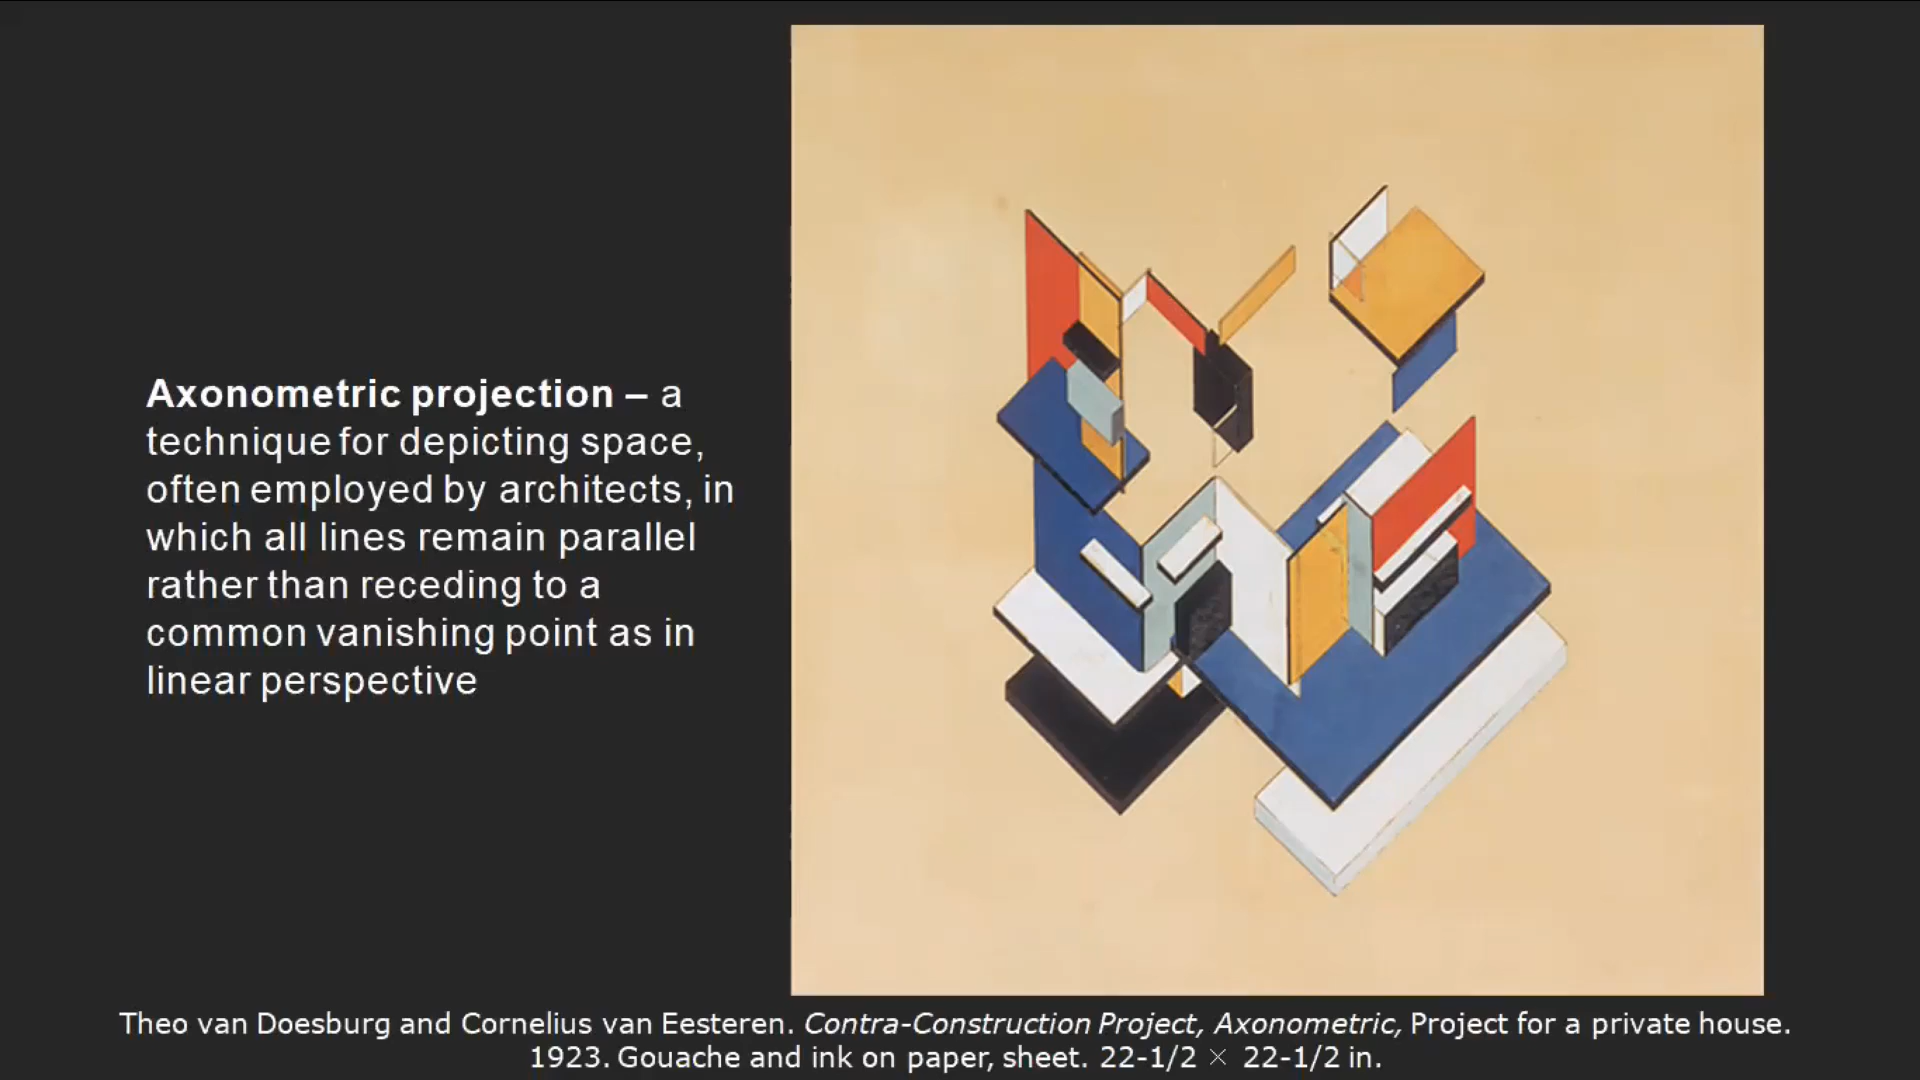 Axonometric projection – a
technique for depicting space,
often employed by architects, in
which all lines remain parallel
rather than receding to a
common vanishing point as in
linear perspective
Theo van Doesburg and Cornelius van Eesteren. Contra-Construction Project, Axonometric, Project for a private house.
1923. Gouache and ink on paper, sheet. 22-1/2 × 22-1/2 in.